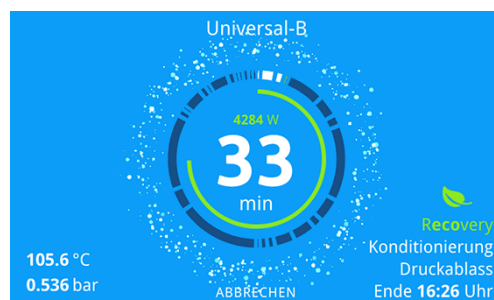 Universal-B
4284 W
33
min
105.6 °C
0.536 bar
ABBRECHEN
Recovery
Konditionierung
Druckablass
Ende 16:26 Uhr